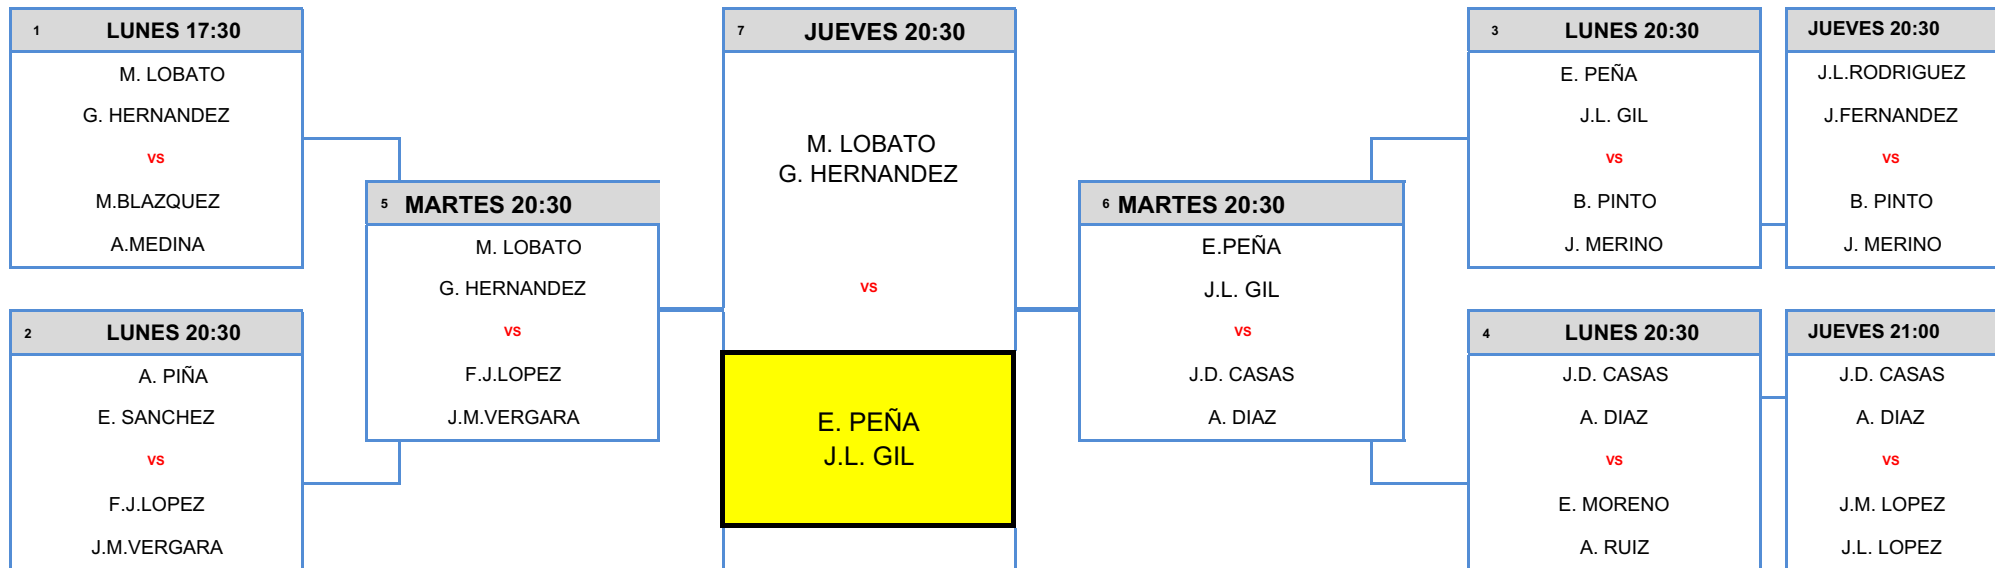 1 LUNES 17:30
M. LOBATO
G. HERNANDEZ
VS
M.BLAZQUEZ
A.MEDINA
2 LUNES 20:30
A. PIÑA
E. SANCHEZ
VS
F.J.LOPEZ
J.M.VERGARA
5 MARTES 20:30
M. LOBATO
G. HERNANDEZ
VS
F.J.LOPEZ
J.M.VERGARA
7 JUEVES 20:30
M. LOBATO
G. HERNANDEZ
VS
E. PEÑA
J.L. GIL
6 MARTES 20:30
E.PEÑA
J.L. GIL
VS
J.D. CASAS
A. DIAZ
3 LUNES 20:30
E. PEÑA
J.L. GIL
VS
B. PINTO
J. MERINO
4 LUNES 20:30
J.D. CASAS
A. DIAZ
VS
E. MORENO
A. RUIZ
JUEVES 20:30
J.L.RODRIGUEZ
J.FERNANDEZ
VS
B. PINTO
J. MERINO
JUEVES 21:00
J.D. CASAS
A. DIAZ
VS
J.M. LOPEZ
J.L. LOPEZ